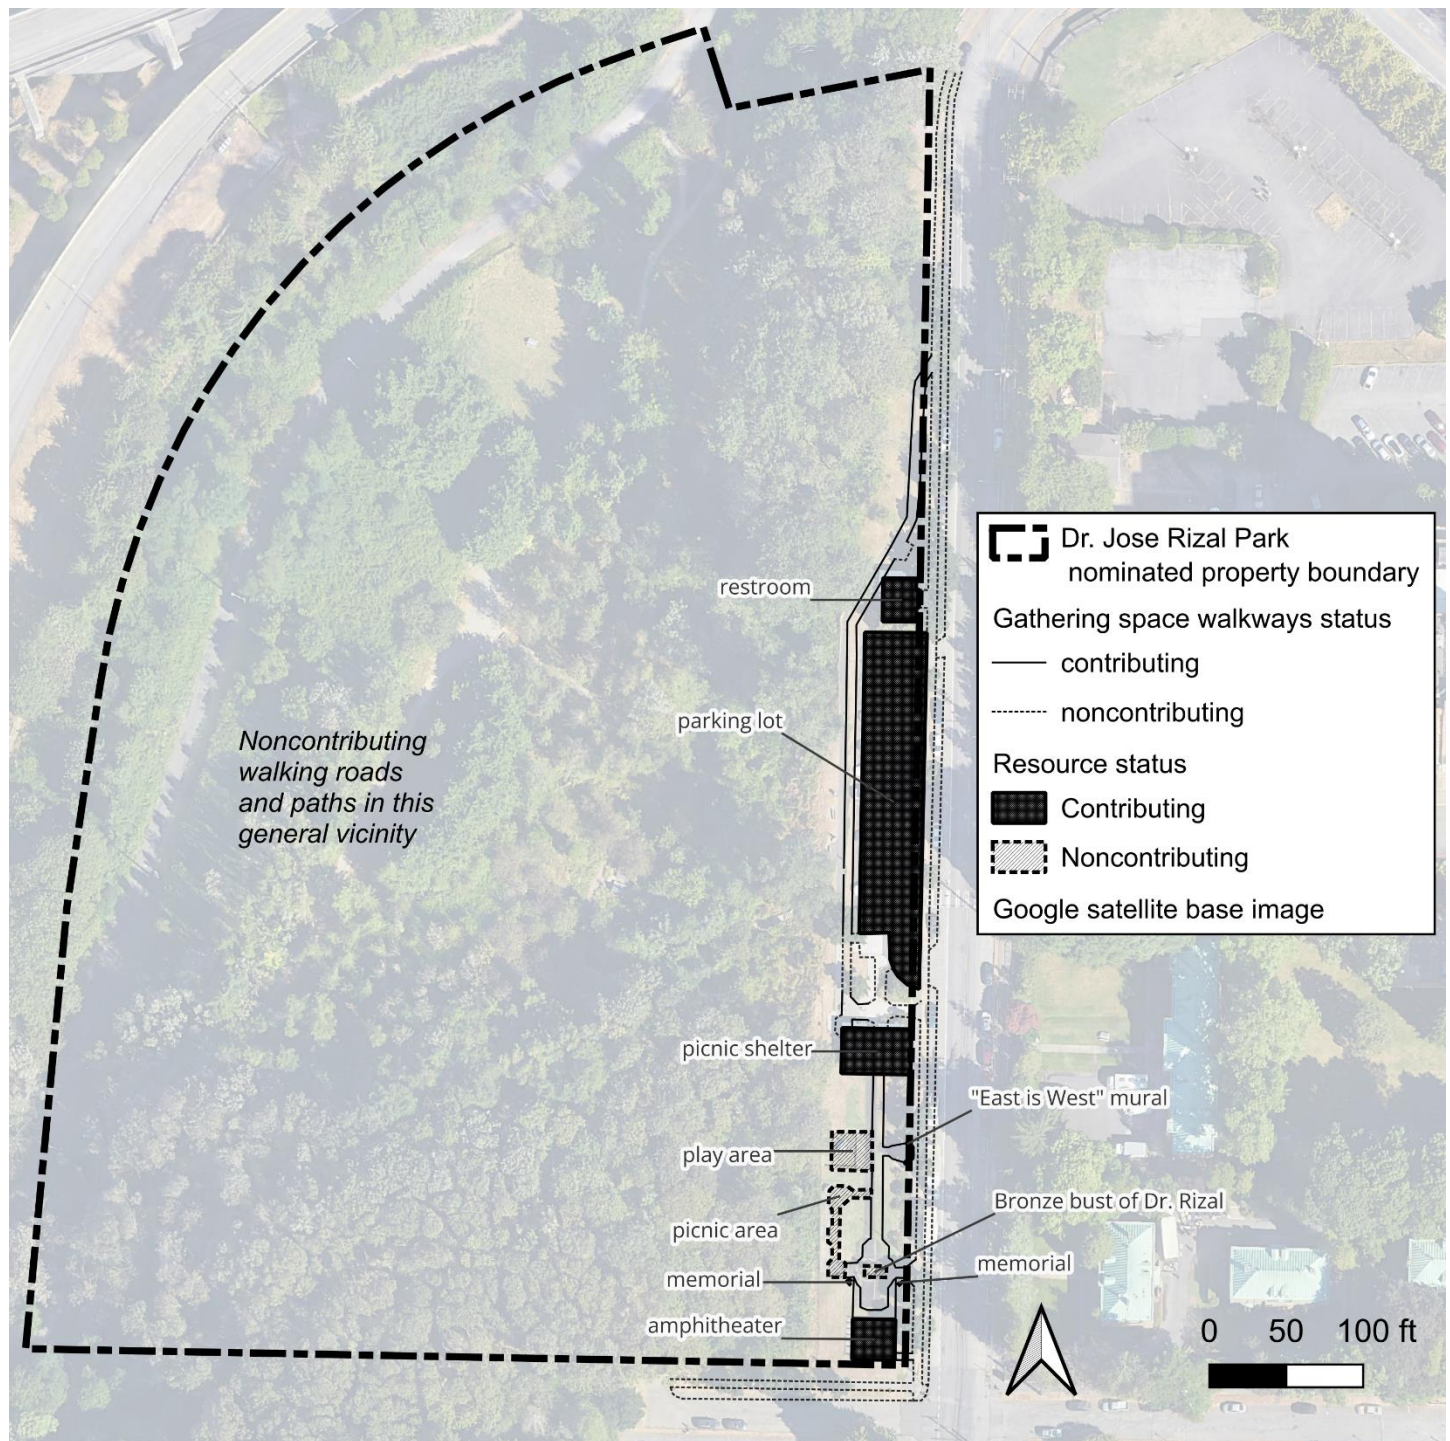 restroom
Dr. Jose Rizal Park
nominated property boundary
Gathering space walkways status
contributing
noncontributing
Resource status
Contributing
Noncontributing
Google satellite base image
parking lot
Noncontributing
walking roads
and paths in this
general vicinity
picnic shelter
"East is West" mural
play area
Bronze bust of Dr. Rizal
picnic area
memorial
memorial
amphitheater
0 50 100 ft